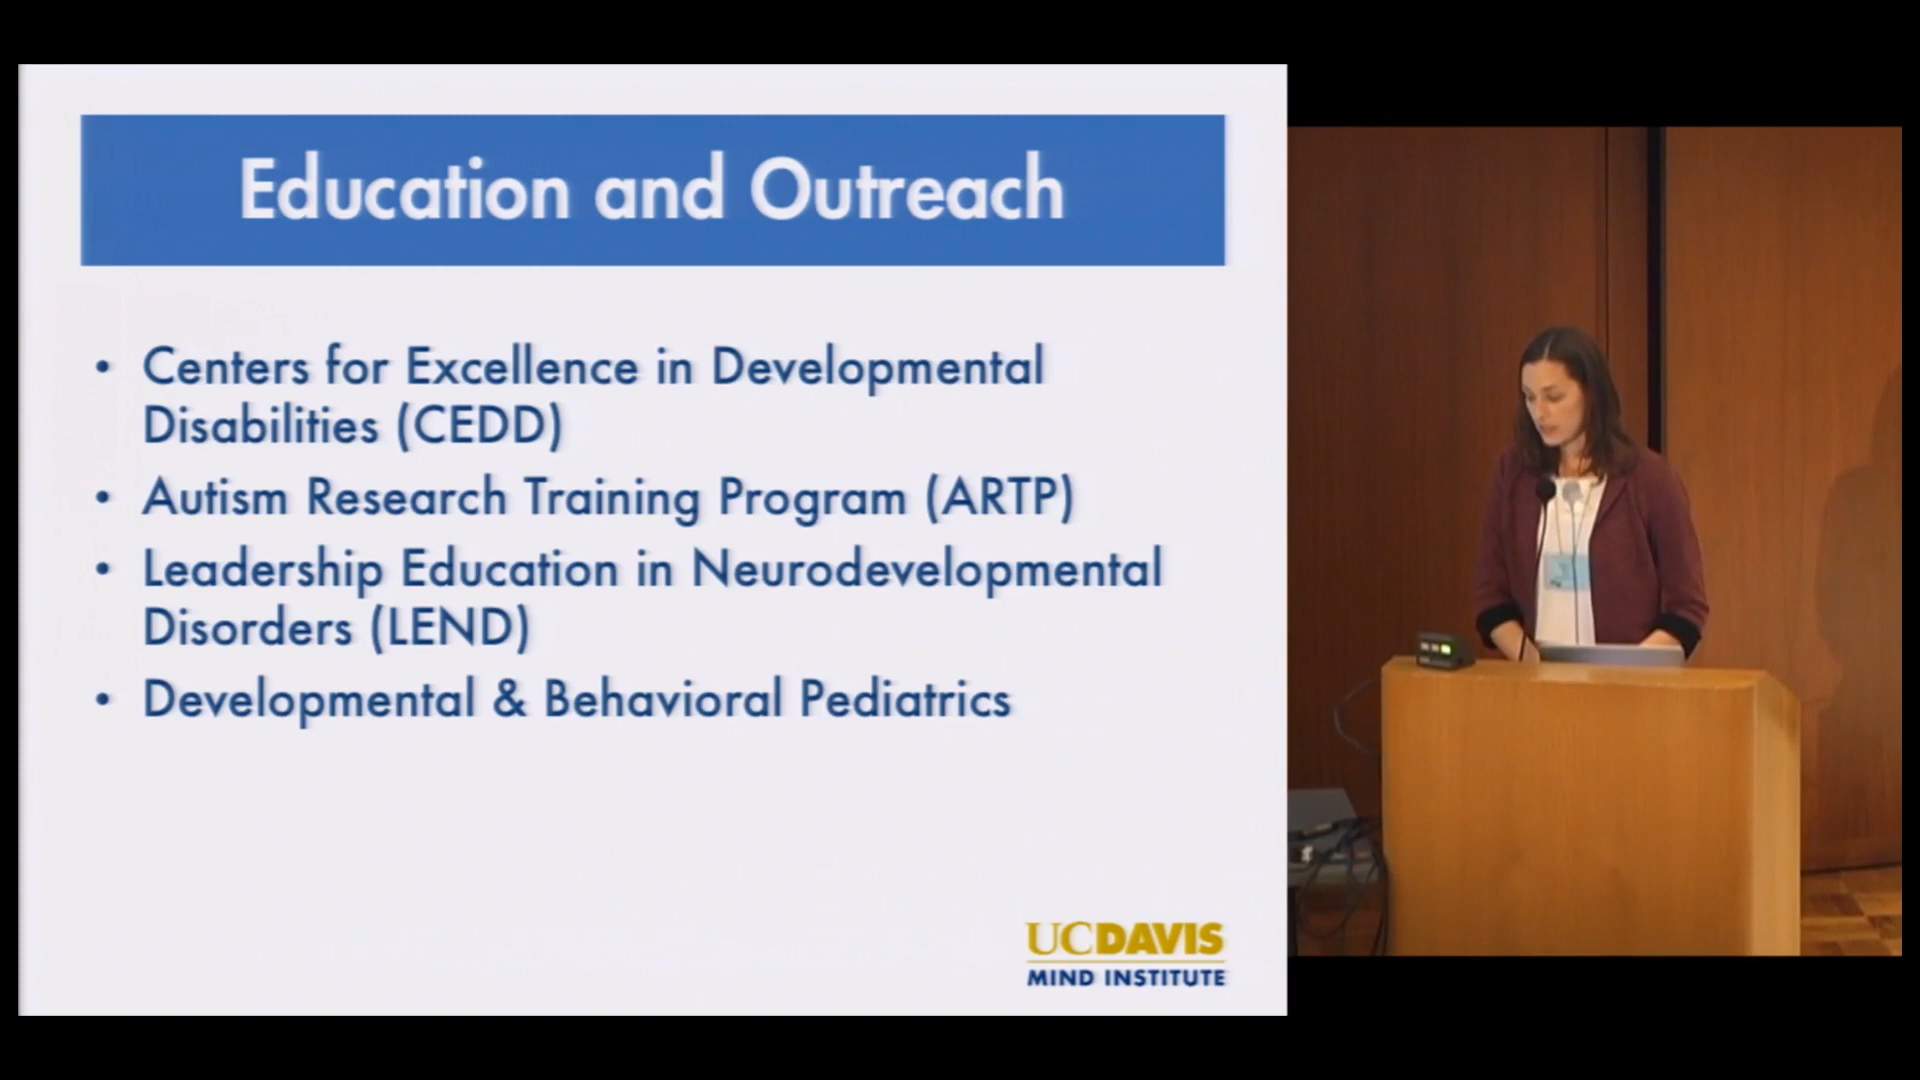 Education and Outreach
• Centers for Excellence in Developmental
Disabilities (CEDD)
• Autism Research Training Program (ARTP)
• Leadership Education in Neurodevelopmental
Disorders (LEND)
• Developmental & Behavioral Pediatrics
UCDAVIS
MIND INSTITUTE